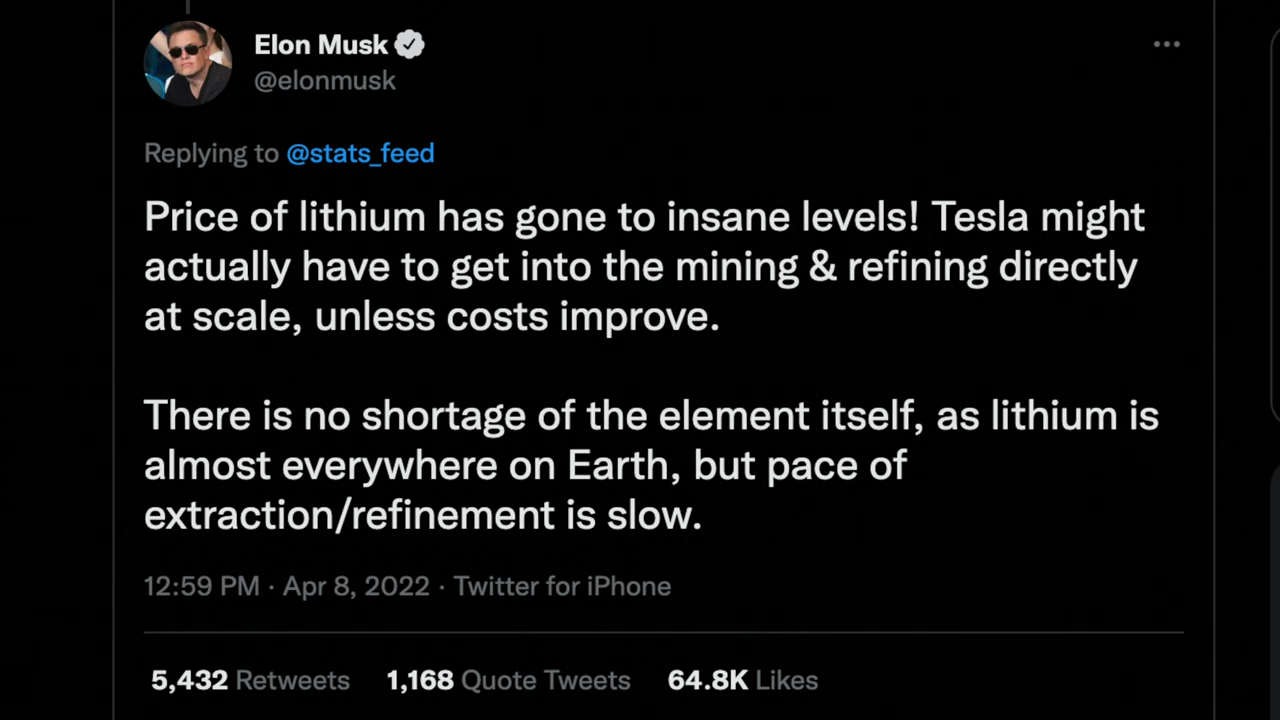 Elon Musk
@elonmusk
Replying to @stats_feed
Price of lithium has gone to insane levels! Tesla might
actually have to get into the mining & refining directly
at scale, unless costs improve.
There is no shortage of the element itself, as lithium is
almost everywhere on Earth, but pace of
extraction/refinement is slow.
12:59 PM · Apr 8, 2022 · Twitter for iPhone
5,432 Retweets 1,168 Quote Tweets 64.8K Likes